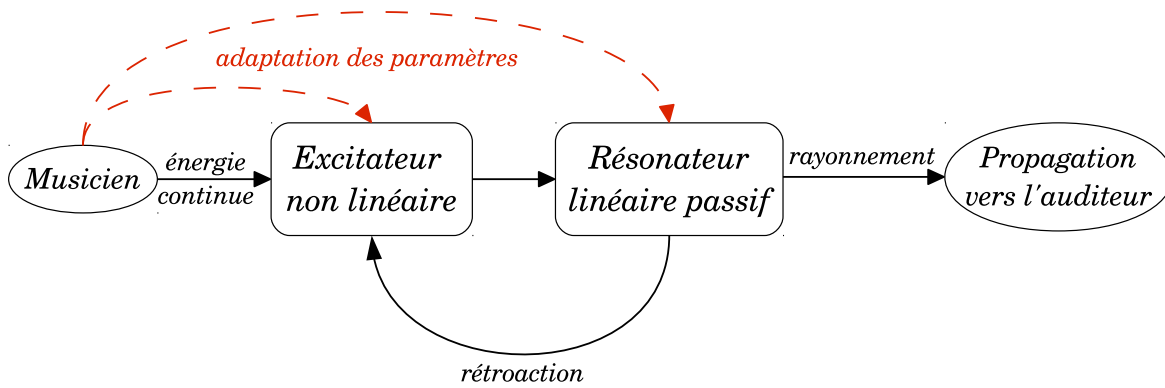 adaptation des paramètres
Musicien
énergie
continue
Excitateur
non linéaire
Résonateur
linéaire passif
rayonnement
Propagation
vers l'auditeur
rétroaction